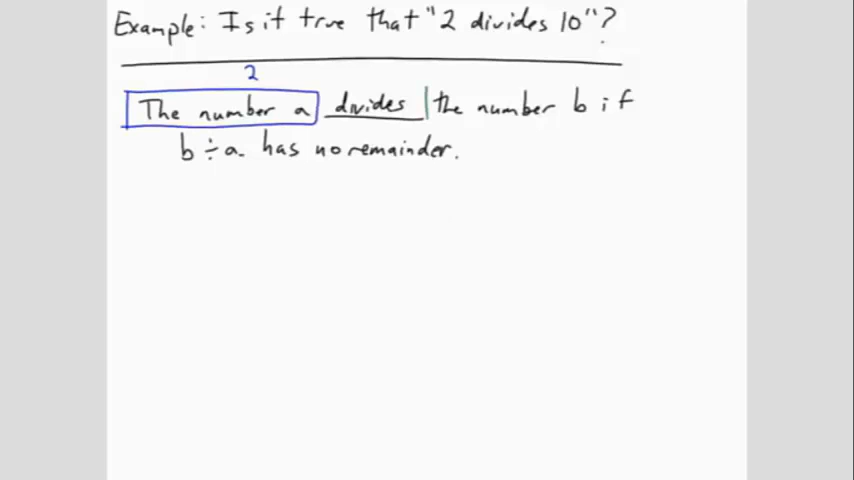 Example: Is it true that "2 divides 10"?
2
The number a divides the number b if
b ÷ a has no remainder.